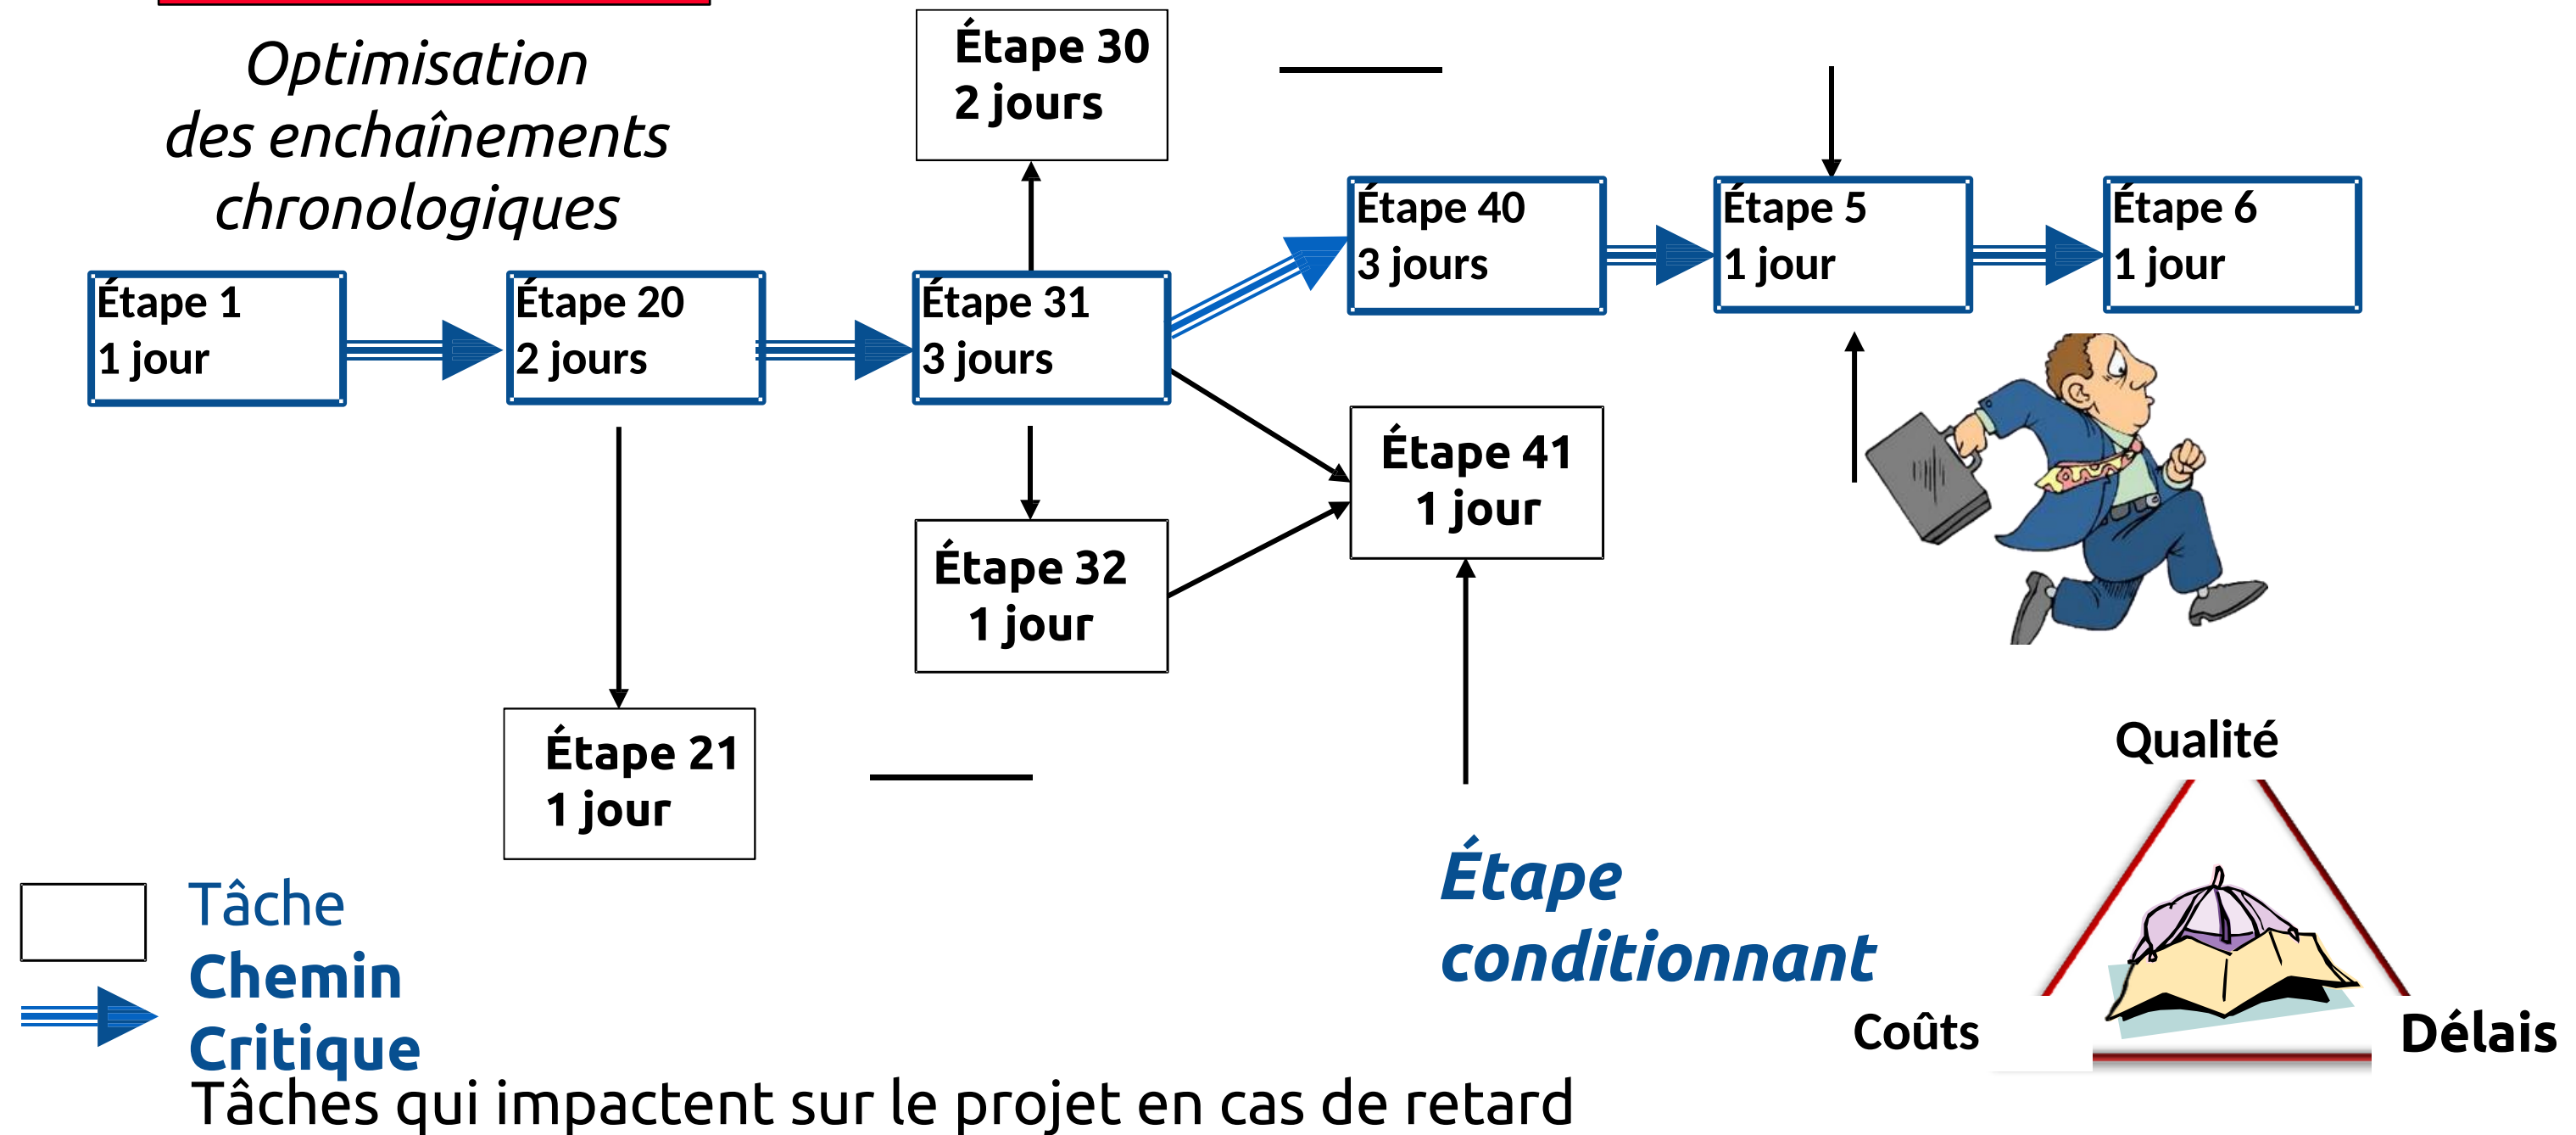 Optimisation
des enchaînements
chronologiques
Étape 30
2 jours
Étape 1
1 jour
Étape 20
2 jours
Étape 31
3 jours
Étape 40
3 jours
Étape 5
1 jour
Étape 6
1 jour
Étape 41
1 jour
Étape 32
1 jour
Étape 21
1 jour
Étape
conditionnant
Tâche
Chemin
Critique
Tâches qui impactent sur le projet en cas de retard
Qualité
Coûts
Délais